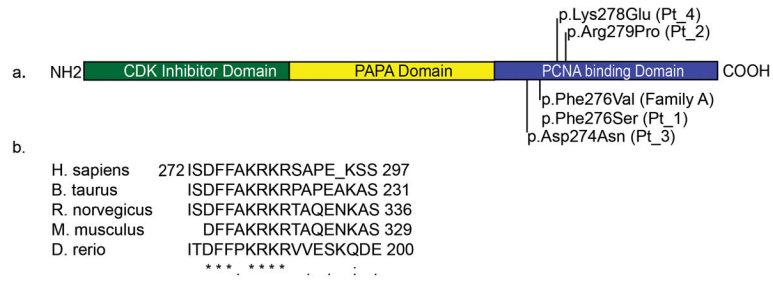 p.Lys278Glu (Pt_4)
p.Arg279Pro (Pt_2)
a. NH2 CDK Inhibitor Domain PAPA Domain PCNA binding Domain COOH
p.Phe276Val (Family A)
p.Phe276Ser (Pt_1)
p.Asp274Asn (Pt_3)
b.
H. sapiens 272 ISDFFAKRKRSAPE_KSS 297
B. taurus ISDFFAKRKRPAPEAKAS 231
R. norvegicus ISDFFAKRKRTAQENKAS 336
M. musculus DFFAKRKRTAQENKAS 329
D. rerio ITDFFPKRKRVVESKQDE 200
* * * . * * * * . . : .